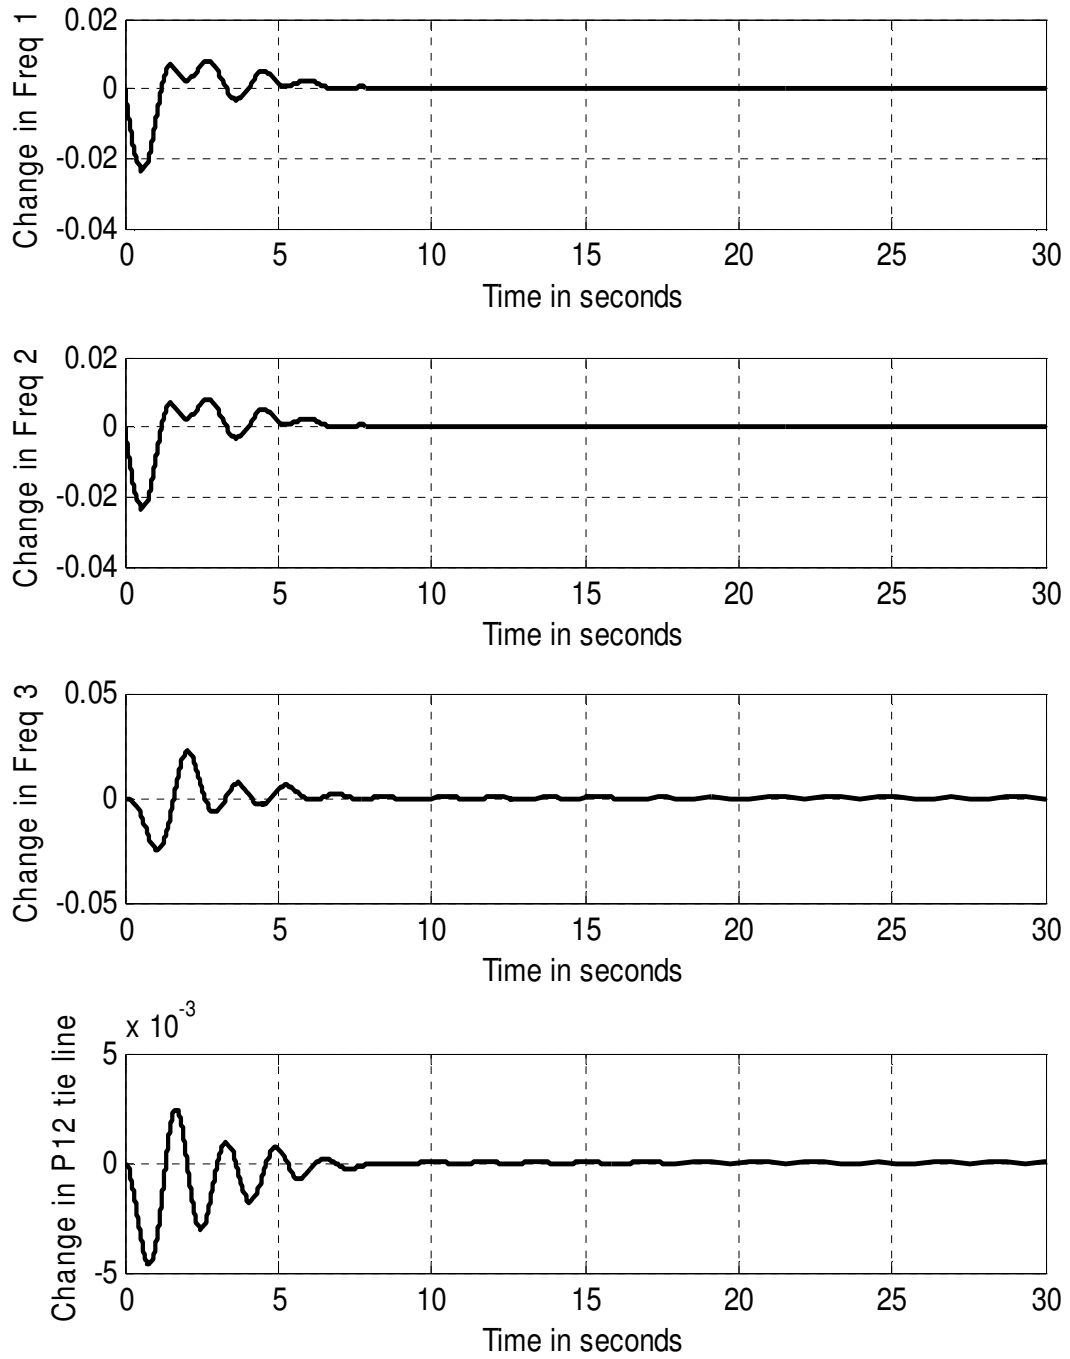 Change in Freq 1
0.02
0
-0.02
-0.04
0 5 10 15 20 25 30
Time in seconds
Change in Freq 2
0.02
0
-0.02
-0.04
0 5 10 15 20 25 30
Time in seconds
Change in Freq 3
0.05
0
-0.05
0 5 10 15 20 25 30
Time in seconds
Change in P12 tie line
x 10-3
5
0
-5
0 5 10 15 20 25 30
Time in seconds